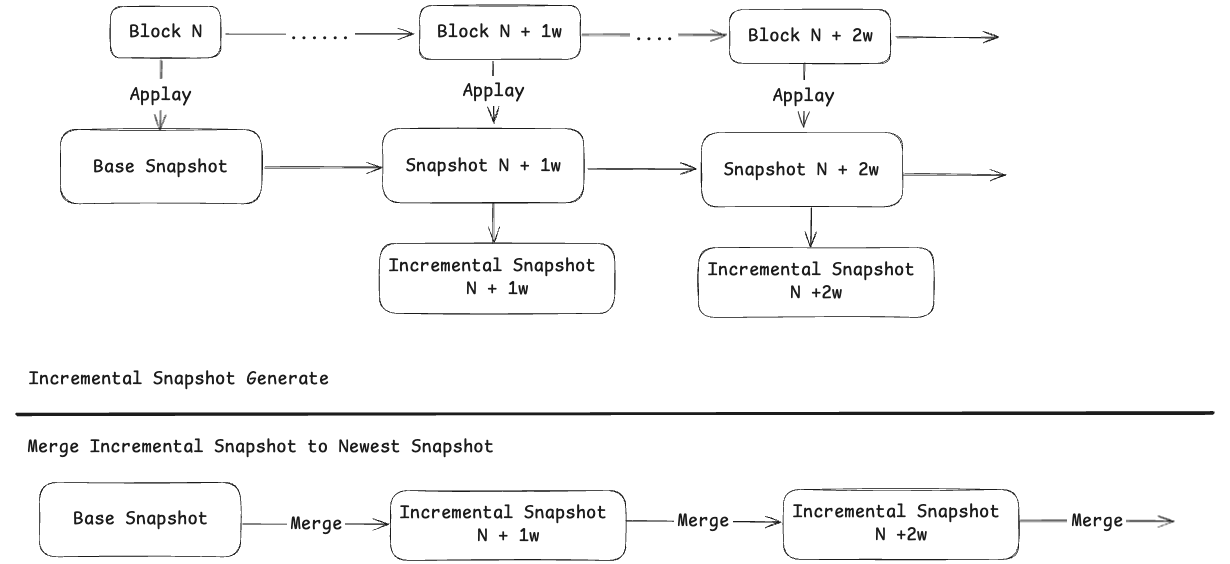 Block N
......
Block N + 1w
....
Block N + 2w
Applay
Applay
Applay
Base Snapshot
Snapshot N + 1w
Snapshot N + 2w
Incremental Snapshot
N + 1w
Incremental Snapshot
N +2w
Incremental Snapshot Generate
Merge Incremental Snapshot to Newest Snapshot
Base Snapshot
Merge
Incremental Snapshot
N + 1w
Merge
Incremental Snapshot
N +2w
Merge